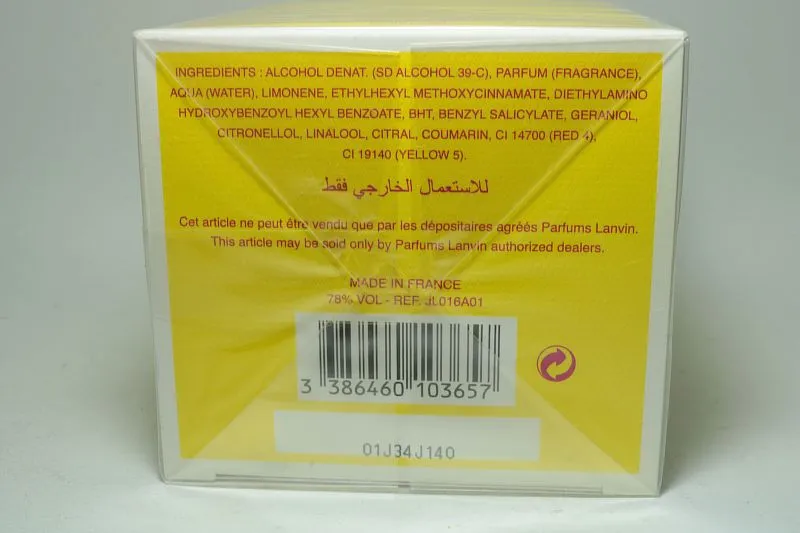 INGREDIENTS : ALCOHOL DENAT. (SD ALCOHOL 39-C), PARFUM (FRAGRANCE),
AQUA (WATER), LIMONENE, ETHYLHEXYL METHOXYCINNAMATE, DIETHYLAMINO
HYDROXYBENZOYL HEXYL BENZOATE, BHT, BENZYL SALICYLATE, GERANIOL,
CITRONELLOL, LINALOOL, CITRAL, COUMARIN, CI 14700 (RED 4),
CI 19140 (YELLOW 5).
للاستعمال الخارجي فقط
Cet article ne peut être vendu que par les dépositaires agréés Parfums Lanvin.
This article may be sold only by Parfums Lanvin authorized dealers.
MADE IN FRANCE
78% VOL - REF. JL016A01
3 386460 103657
01J34J140